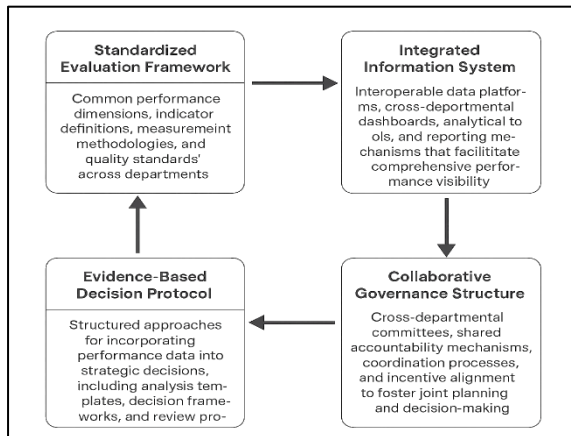 Standardized
Evaluation Framework
Common performance
dimensions, indicator
definitions, measuremeint
methodologies, and
quality standards'
across departments
Integrated
Information System
Interoperable data platfor-
ms, cross-deportmental
dashboards, analytical to
ols, and reporting me-
chanisms that facilititate
comprehensive perfor-
mance visibility
Collaborative
Governance Structure
Cross-departmental
committees, shared
accountability mechanisms,
coordination processes,
and incentive alignment
to foster joint planning
and decision-making
Evidence-Based
Decision Protocol
Structured approaches
for incorporating
performance data into
strategic decisions,
including analysis tem-
plates, decision frame-
works, and review pro-